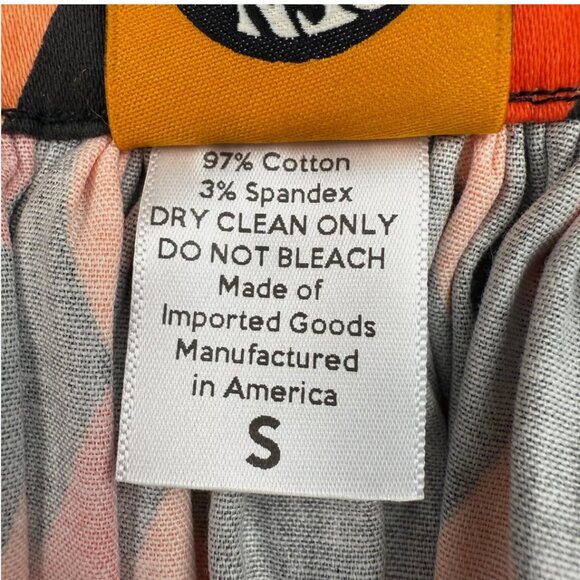 97% Cotton
3% Spandex
DRY CLEAN ONLY
DO NOT BLEACH
Made of
Imported Goods
Manufactured
in America
S